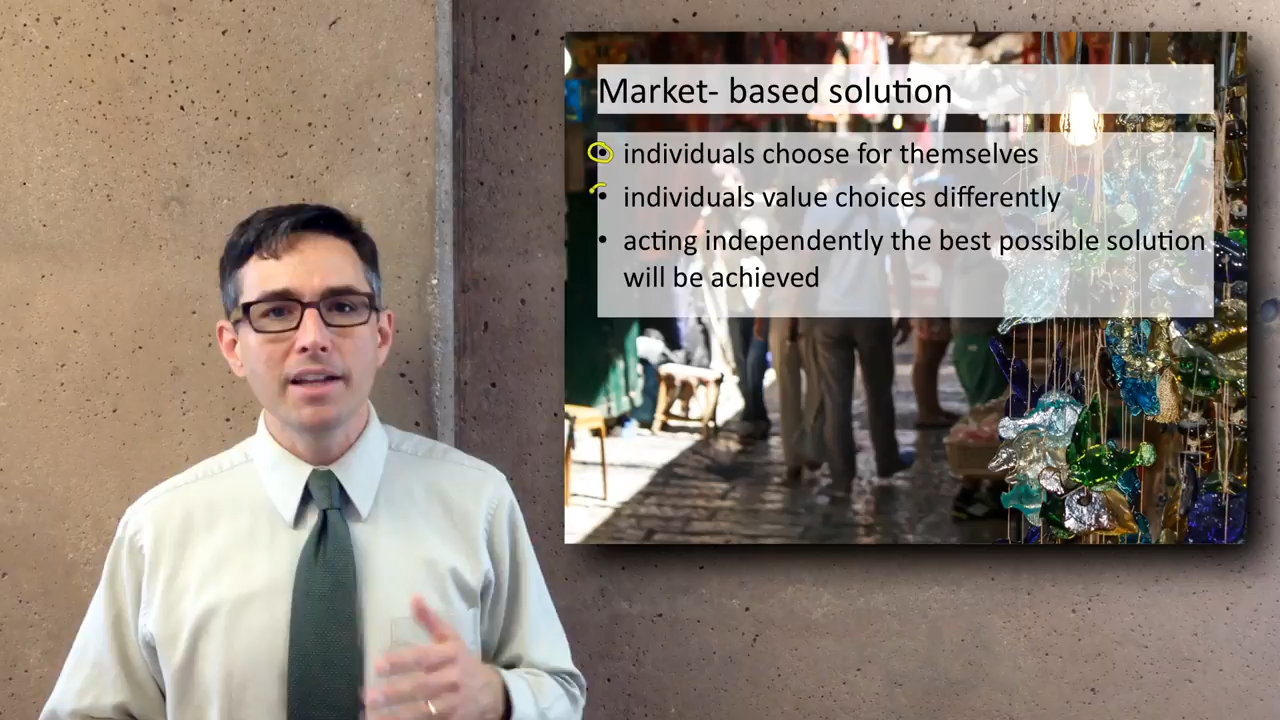 Market- based solution
• individuals choose for themselves
• individuals value choices differently
• acting independently the best possible solution
will be achieved